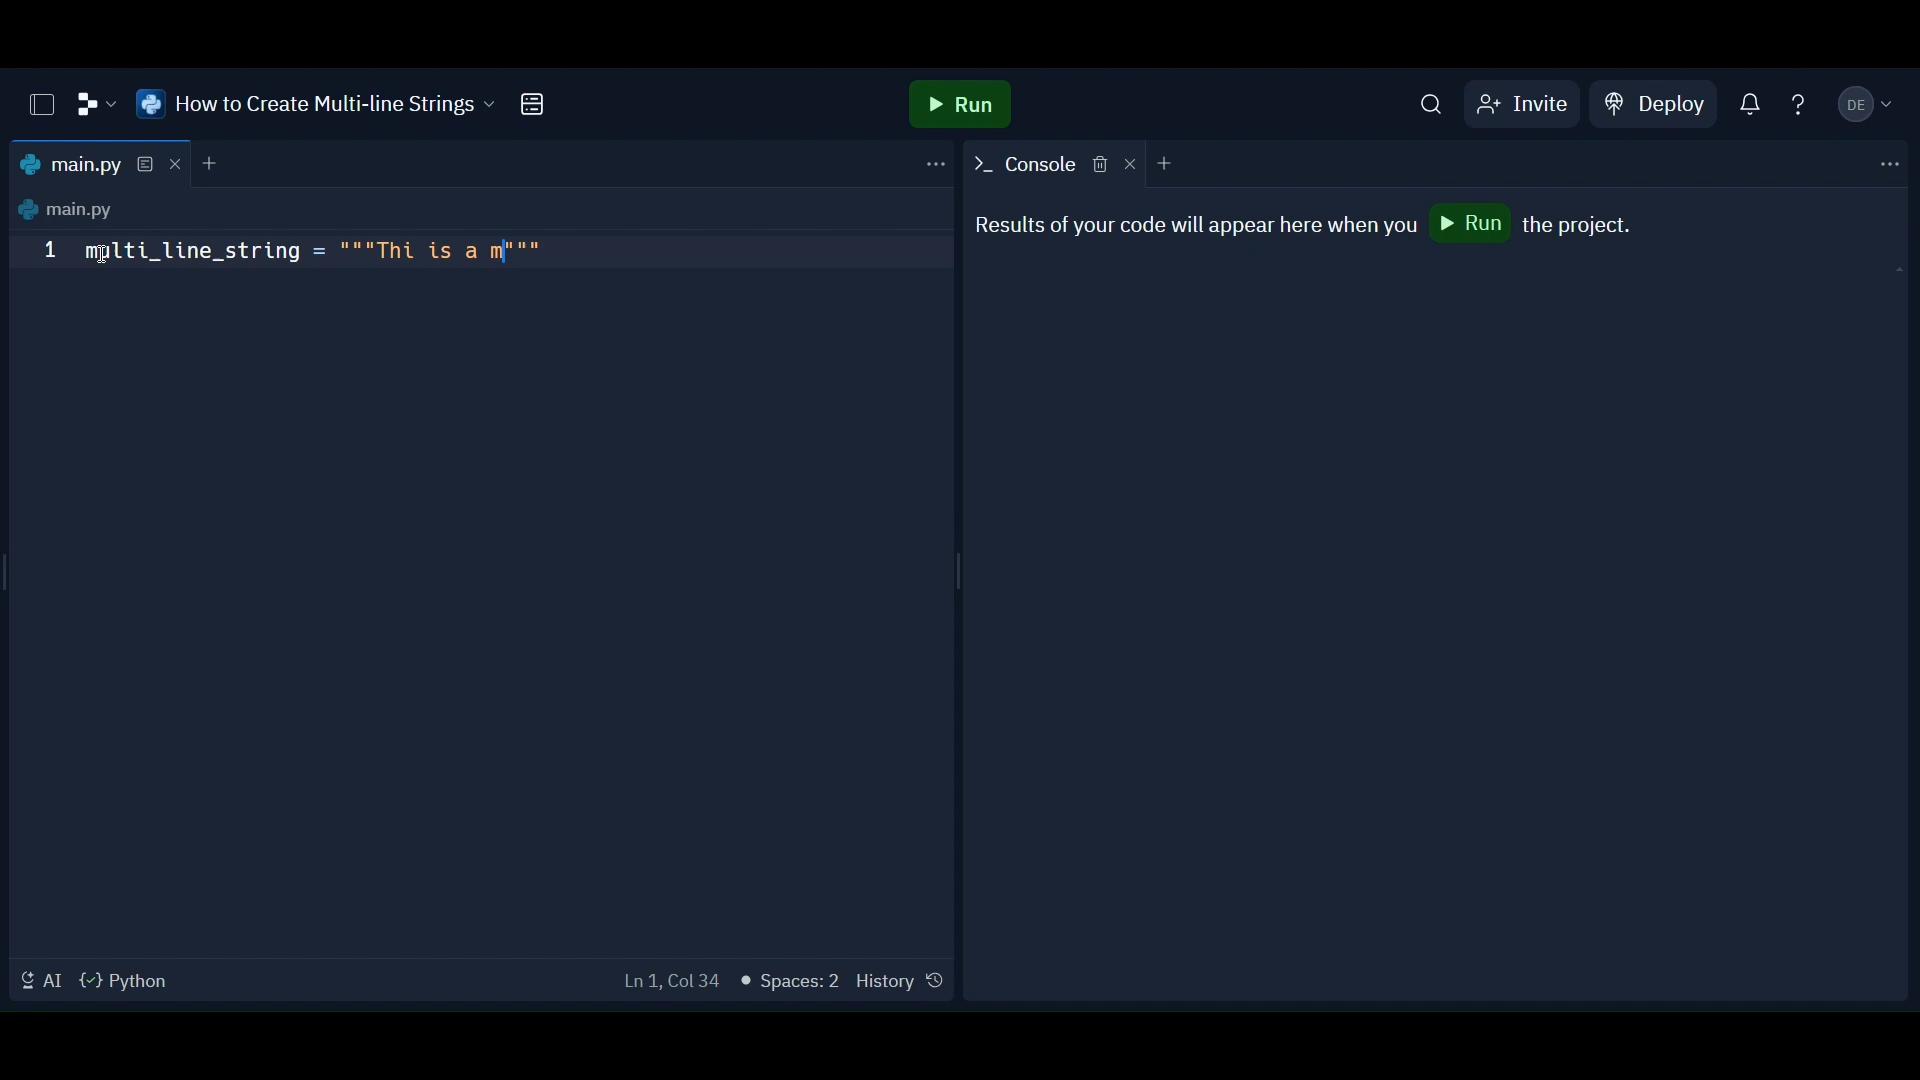 How to Create Multi-line Strings
Run
Invite
Deploy
DE
main.py
Console
main.py
Results of your code will appear here when you Run the project.
1 multi_line_string = """Thi is a m"""
AI
Python
Ln 1, Col 34
Spaces: 2
History